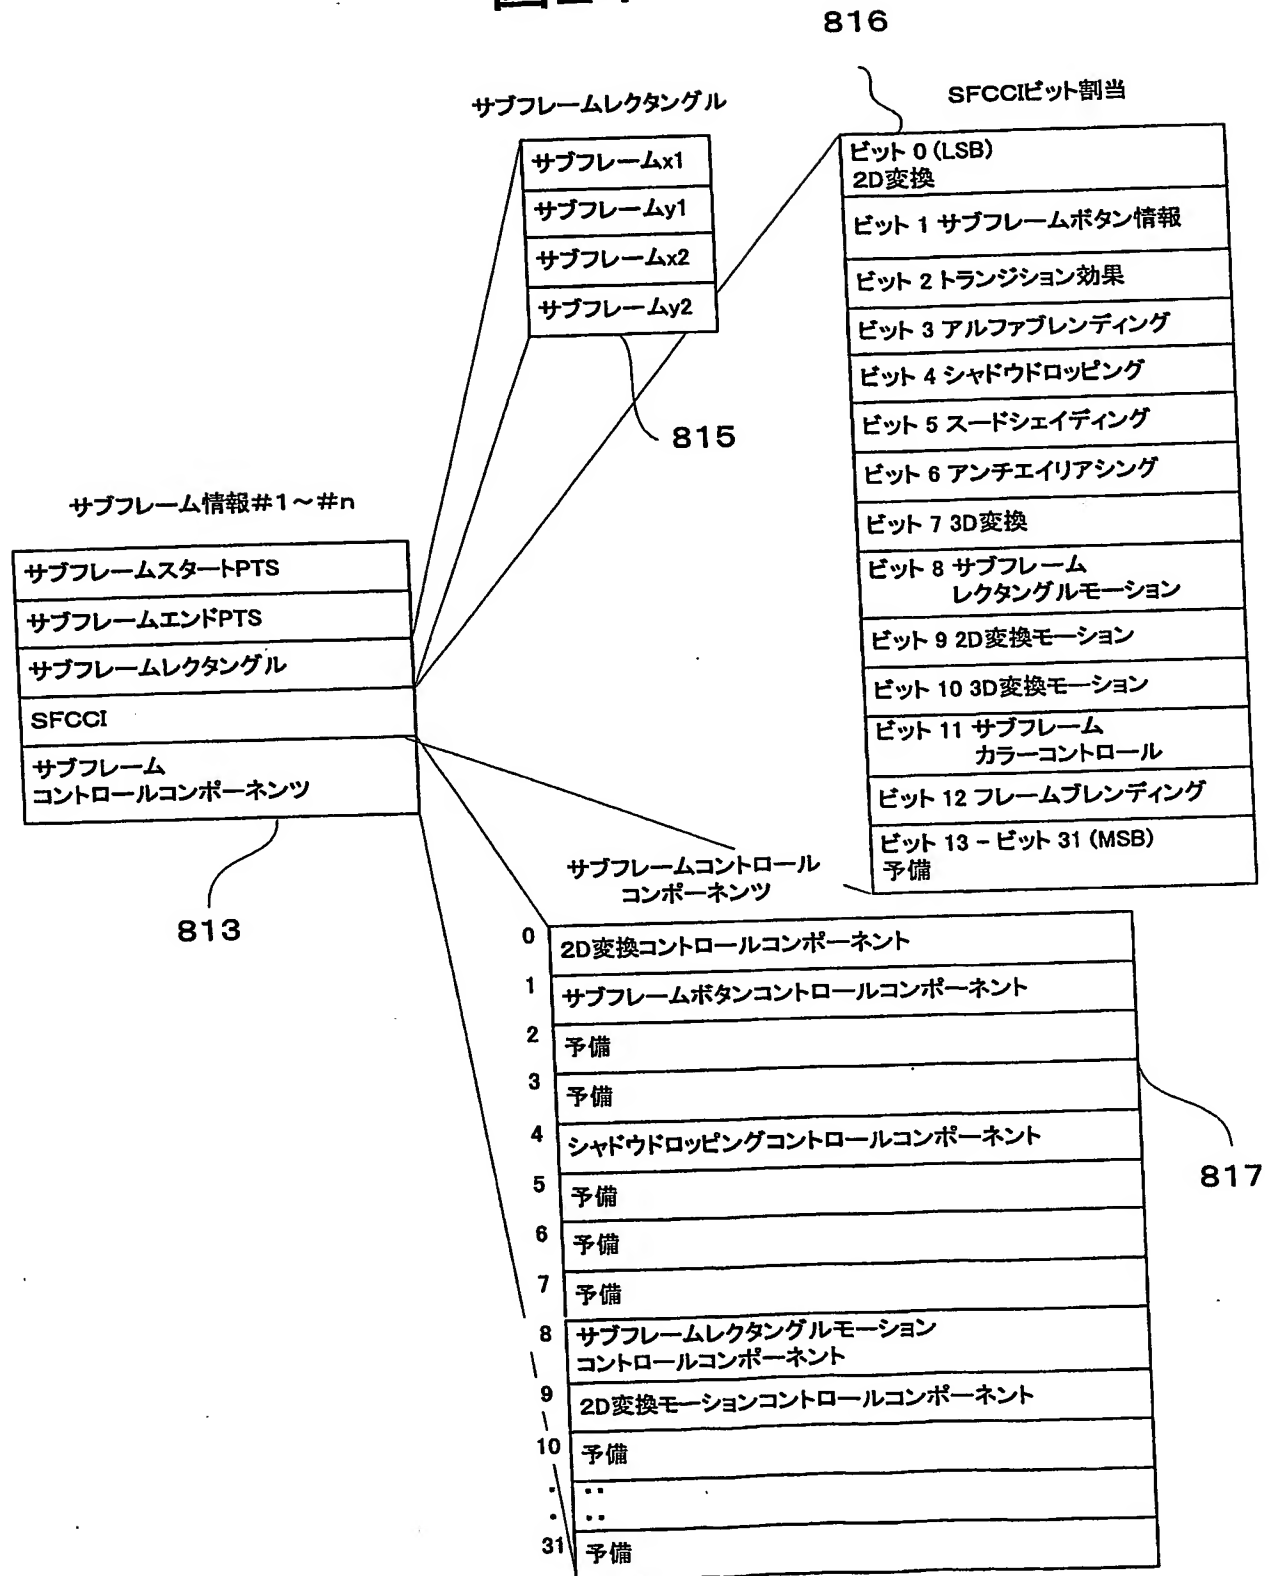 816
サブフレームレクタングル
サブフレームx1
サブフレームy1
サブフレームx2
サブフレームy2
815
SFCCIビット割当
ビット 0 (LSB)
2D変換
ビット 1 サブフレームボタン情報
ビット 2 トランジション効果
ビット 3 アルファブレンディング
ビット 4 シャドウドロッピング
ビット 5 スードシェイディング
ビット 6 アンチエイリアシング
ビット 7 3D変換
ビット 8 サブフレーム
レクタングルモーション
ビット 9 2D変換モーション
ビット 10 3D変換モーション
ビット 11 サブフレーム
カラーコントロール
ビット 12 フレームブレンディング
ビット 13 – ビット 31 (MSB)
予備
サブフレーム情報#1〜#n
サブフレームスタートPTS
サブフレームエンドPTS
サブフレームレクタングル
SFCCI
サブフレーム
コントロールコンポーネンツ
813
サブフレームコントロール
コンポーネンツ
0 2D変換コントロールコンポーネント
1 サブフレームボタンコントロールコンポーネント
2 予備
3 予備
4 シャドウドロッピングコントロールコンポーネント
5 予備
6 予備
7 予備
8 サブフレームレクタングルモーション
コントロールコンポーネント
9 2D変換モーションコントロールコンポーネント
10 予備
. ..
. ..
31 予備
817